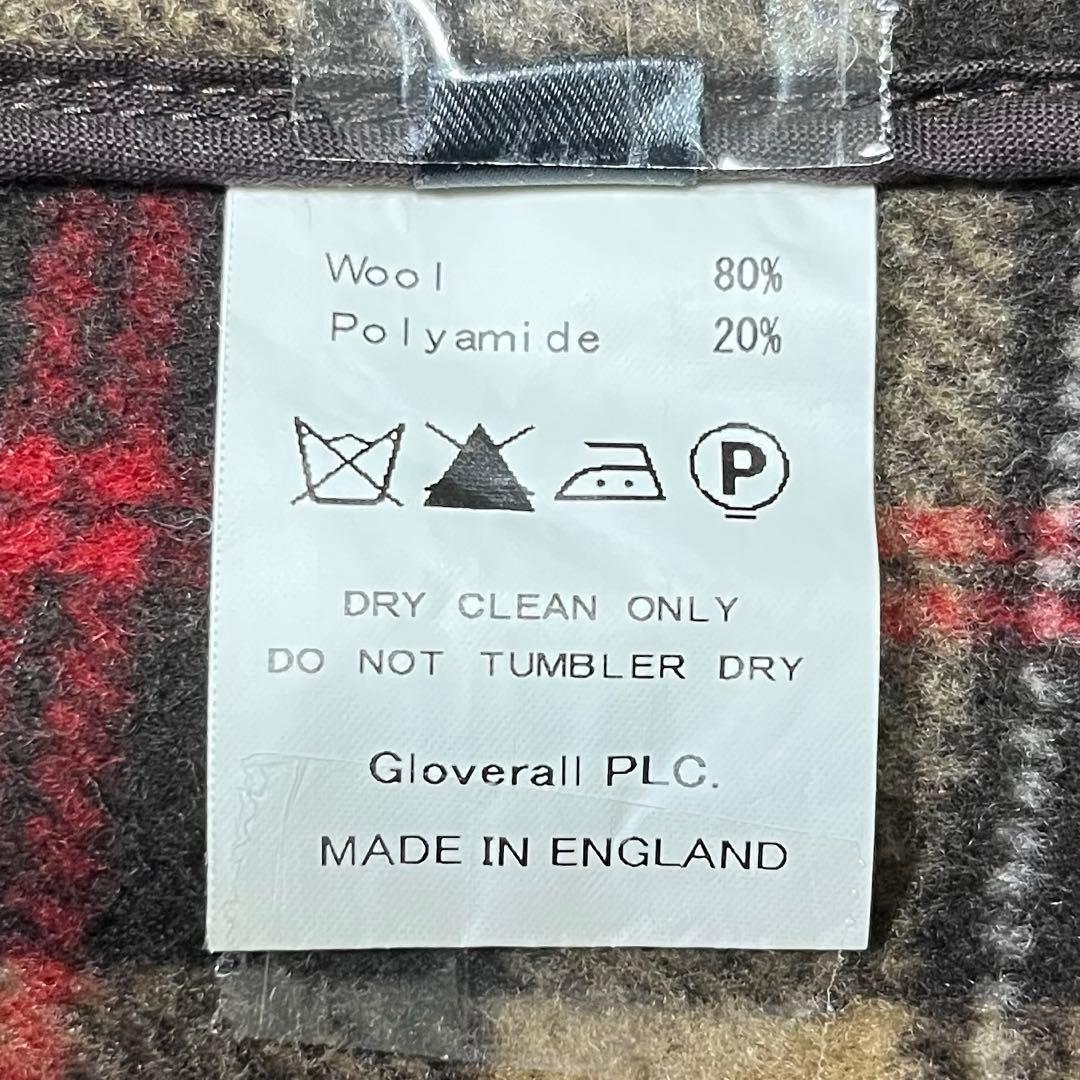 Wool 80%
Polyamide 20%
P
DRY CLEAN ONLY
DO NOT TUMBLER DRY
Gloverall PLC.
MADE IN ENGLAND